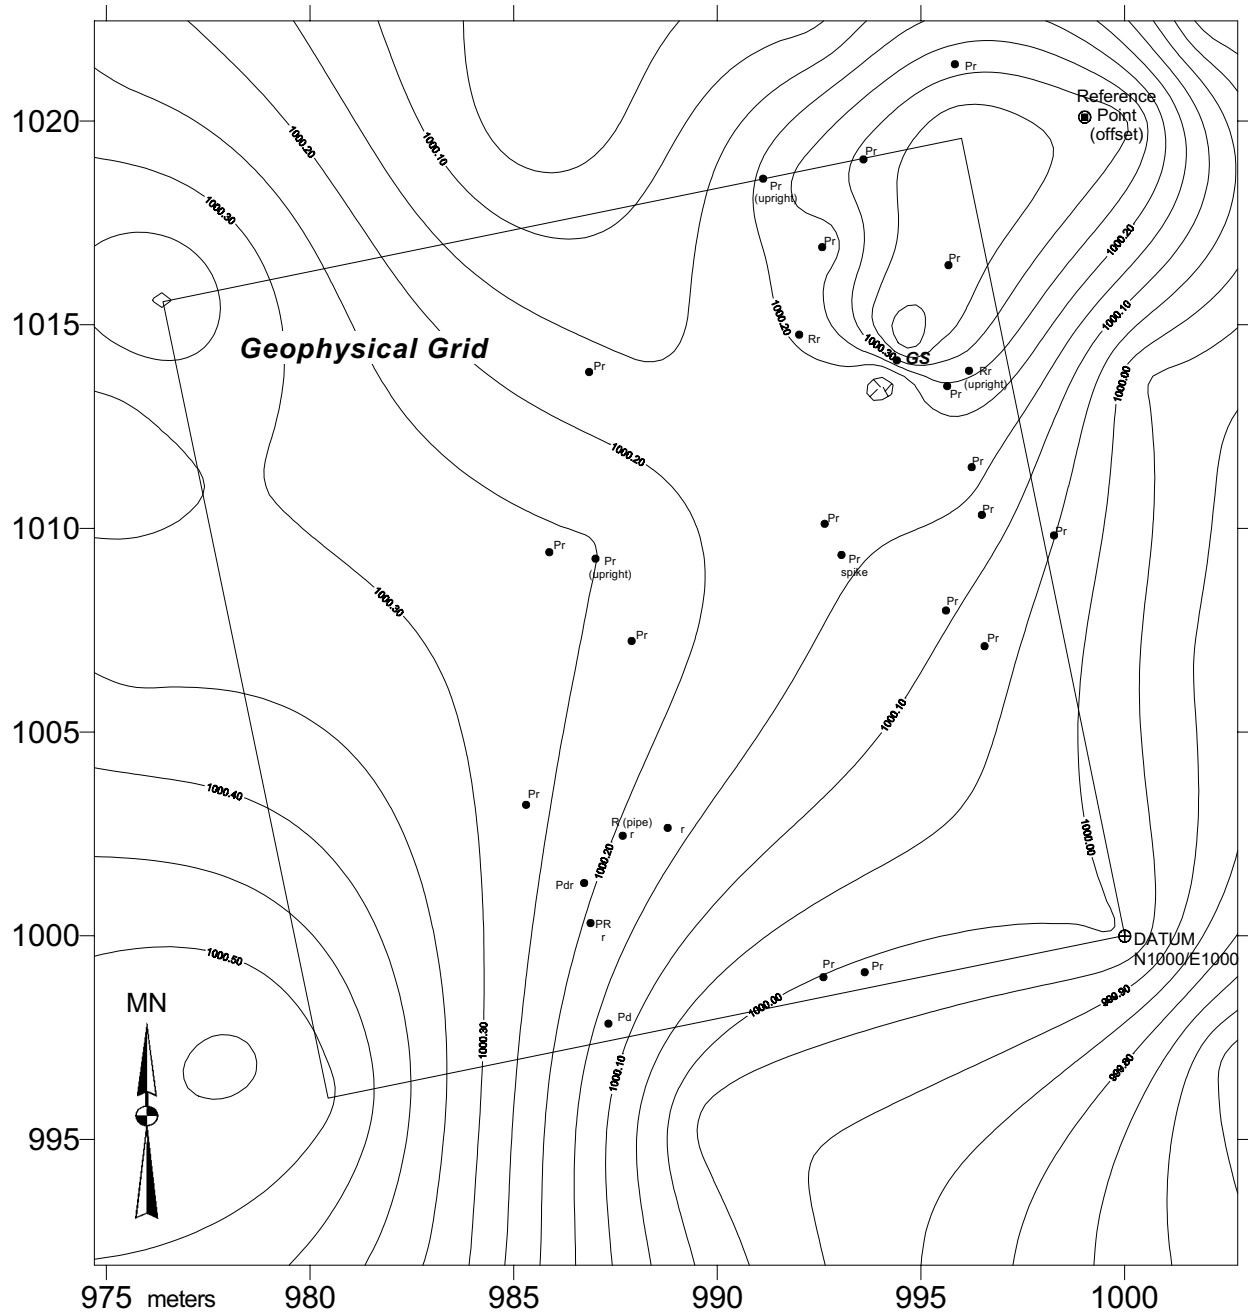 Pr
Reference
Point
(offset)
1020
1000.20
1000.10
Pr
Pr
(upright)
1000.30
Pr
1000.20
Pr
1000.10
1015
1000.20
Rr
Geophysical Grid
1000.30
GS
Rr
(upright)
Pr
Pr
1000.00
1000.20
Pr
1010
Pr
Pr
Pr
Pr
Pr
(upright)
Pr
spike
1000.30
Pr
Pr
Pr
1005
1000.10
1000.40
Pr
R (pipe)
r
r
1000.20
1000.00
Pdr
PR
r
1000
DATUM
N1000/E1000
1000.50
Pr
Pr
999.90
MN
1000.00
Pd
1000.30
1000.10
999.80
995
975 meters 980 985 990 995 1000